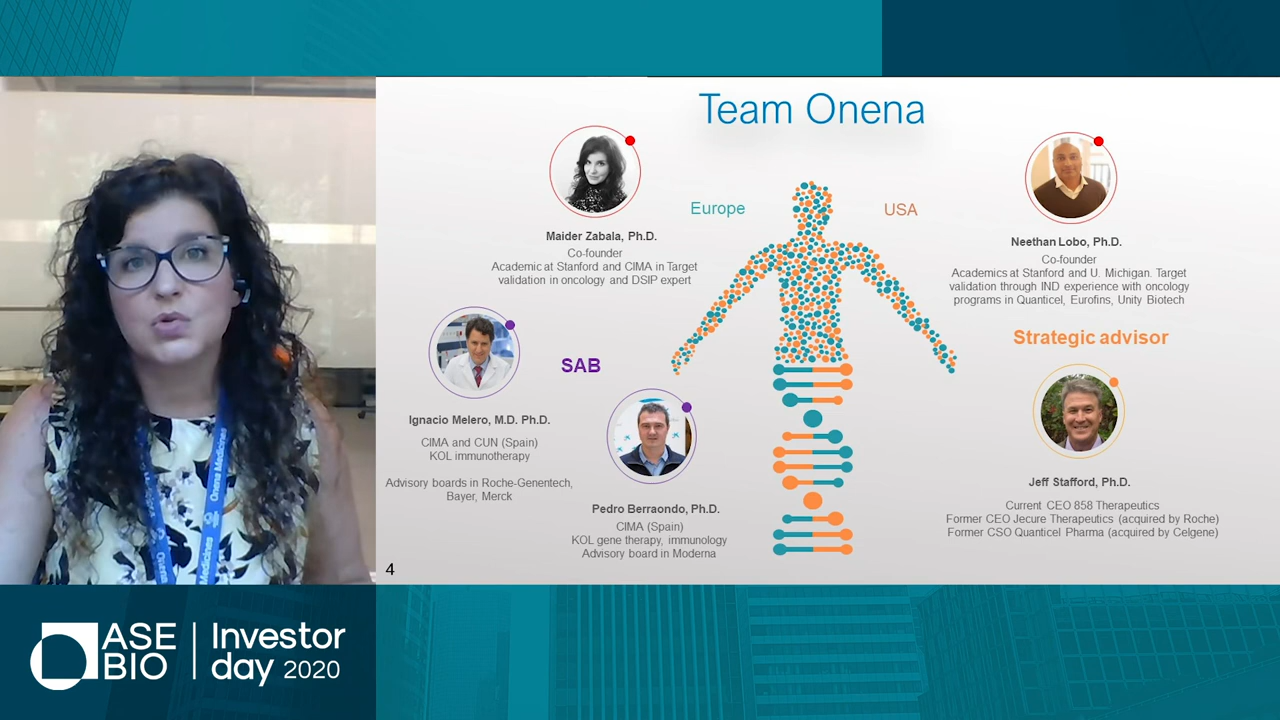 Team Onena
Europe
USA
Maider Zabala, Ph.D.
Co-founder
Academic at Stanford and CIMA in Target
validation in oncology and DSIP expert
Neethan Lobo, Ph.D.
Co-founder
Academics at Stanford and U. Michigan. Target
validation through IND experience with oncology
programs in Quanticel, Eurofins, Unity Biotech
SAB
Ignacio Melero, M.D. Ph.D.
CIMA and CUN (Spain)
KOL immunotherapy
Advisory boards in Roche-Genentech,
Bayer, Merck
Pedro Berraondo, Ph.D.
CIMA (Spain)
KOL gene therapy, immunology
Advisory board in Moderna
Strategic advisor
Jeff Stafford, Ph.D.
Current CEO 858 Therapeutics
Former CEO Jecure Therapeutics (acquired by Roche)
Former CSO Quanticel Pharma (acquired by Celgene)
4
Onena Medicines
ASE
BIO
Investor
day 2020